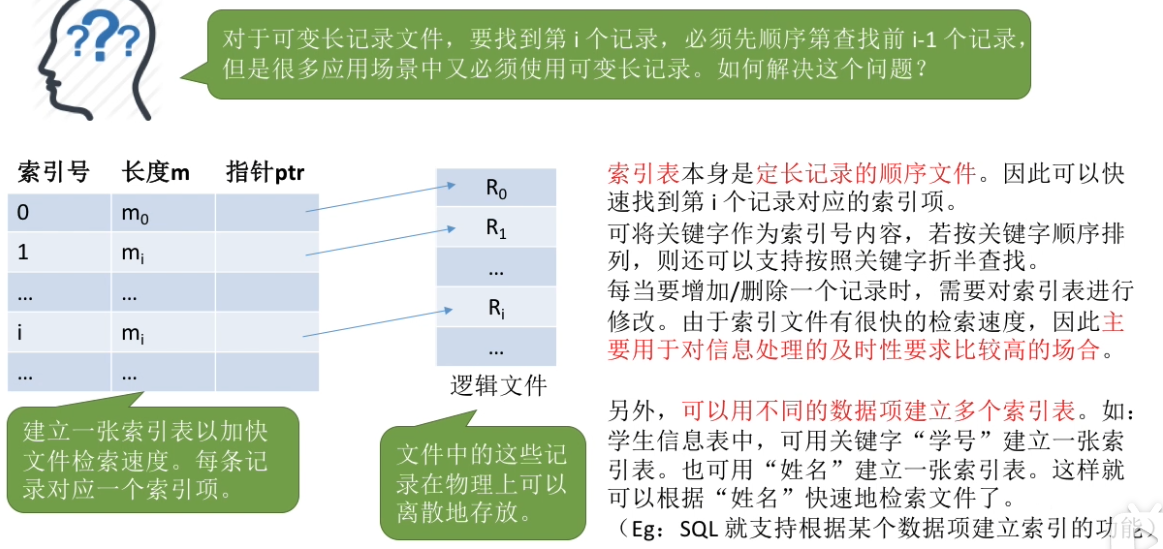 ???
对于可变长记录文件，要找到第 i 个记录，必须先顺序第查找前 i-1 个记录，
但是很多应用场景中又必须使用可变长记录。如何解决这个问题？
索引号 长度m 指针ptr
0 m0
1 mi
... ...
i mi
... ...
R0
R1
...
Ri
...
逻辑文件
建立一张索引表以加快
文件检索速度。每条记
录对应一个索引项。
文件中的这些记
录在物理上可以
离散地存放。
索引表本身是定长记录的顺序文件。因此可以快
速找到第 i 个记录对应的索引项。
可将关键字作为索引号内容，若按关键字顺序排
列，则还可以支持按照关键字折半查找。
每当要增加/删除一个记录时，需要对索引表进行
修改。由于索引文件有很快的检索速度，因此主
要用于对信息处理的及时性要求比较高的场合。
另外，可以用不同的数据项建立多个索引表。如：
学生信息表中，可用关键字“学号”建立一张索
引表。也可用“姓名”建立一张索引表。这样就
可以根据“姓名”快速地检索文件了。
（Eg：SQL 就支持根据某个数据项建立索引的功能）